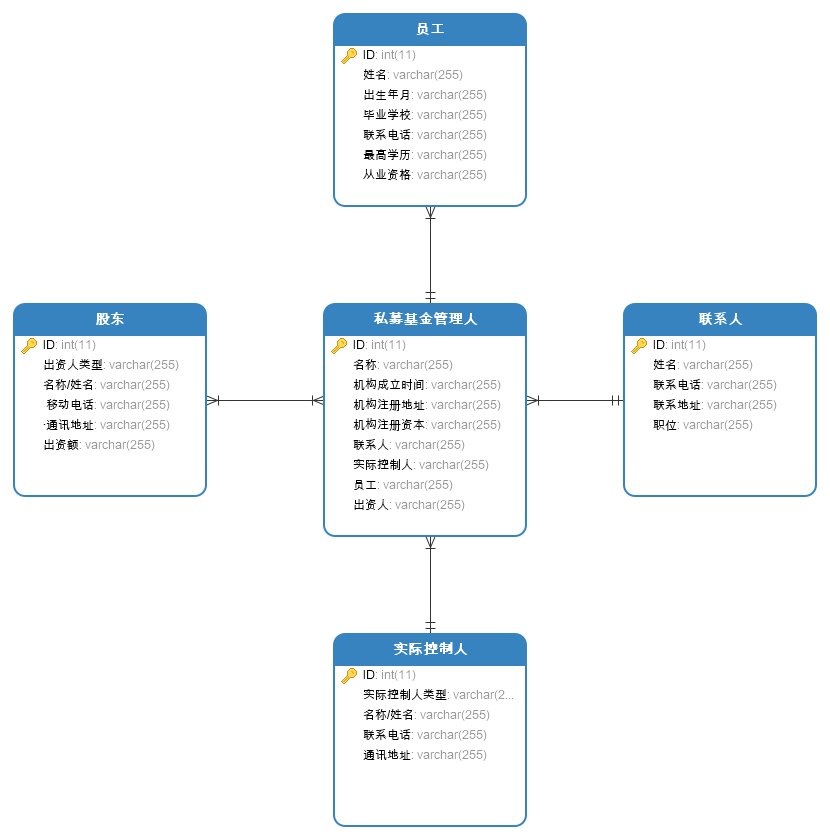 员工
ID: int(11)
姓名: varchar(255)
出生年月: varchar(255)
毕业学校: varchar(255)
联系电话: varchar(255)
最高学历: varchar(255)
从业资格: varchar(255)
股东
ID: int(11)
出资人类型: varchar(255)
名称/姓名: varchar(255)
移动电话: varchar(255)
·通讯地址: varchar(255)
出资额: varchar(255)
私募基金管理人
ID: int(11)
名称: varchar(255)
机构成立时间: varchar(255)
机构注册地址: varchar(255)
机构注册资本: varchar(255)
联系人: varchar(255)
实际控制人: varchar(255)
员工: varchar(255)
出资人: varchar(255)
联系人
ID: int(11)
姓名: varchar(255)
联系电话: varchar(255)
联系地址: varchar(255)
职位: varchar(255)
实际控制人
ID: int(11)
实际控制人类型: varchar(2...
名称/姓名: varchar(255)
联系电话: varchar(255)
通讯地址: varchar(255)